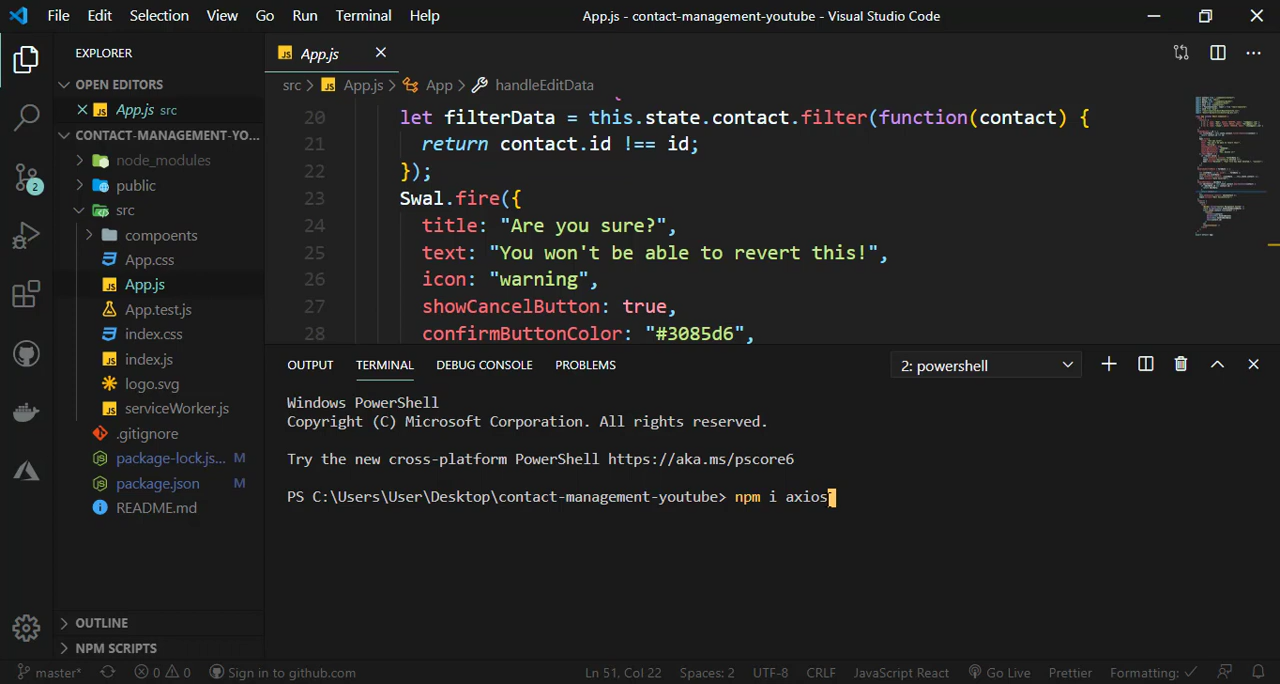 File Edit Selection View Go Run Terminal Help App.js - contact-management-youtube - Visual Studio Code
EXPLORER
OPEN EDITORS
App.js src
CONTACT-MANAGEMENT-YO...
node_modules
public
src
compoents
App.css
App.js
App.test.js
index.css
index.js
logo.svg
serviceWorker.js
.gitignore
package-lock.js... M
package.json M
README.md
OUTLINE
NPM SCRIPTS
2
App.js
src > App.js > App > handleEditData
20 let filterData = this.state.contact.filter(function(contact) {
21 return contact.id !== id;
22 });
23 Swal.fire({
24 title: "Are you sure?",
25 text: "You won't be able to revert this!",
26 icon: "warning",
27 showCancelButton: true,
28 confirmButtonColor: "#3085d6",
OUTPUT TERMINAL DEBUG CONSOLE PROBLEMS 2: powershell
Windows PowerShell
Copyright (C) Microsoft Corporation. All rights reserved.
Try the new cross-platform PowerShell https://aka.ms/pscore6
PS C:\Users\User\Desktop\contact-management-youtube> npm i axios
master* 0 0 Sign in to github.com Ln 51, Col 22 Spaces: 2 UTF-8 CRLF JavaScript React Go Live Prettier Formatting: ✓